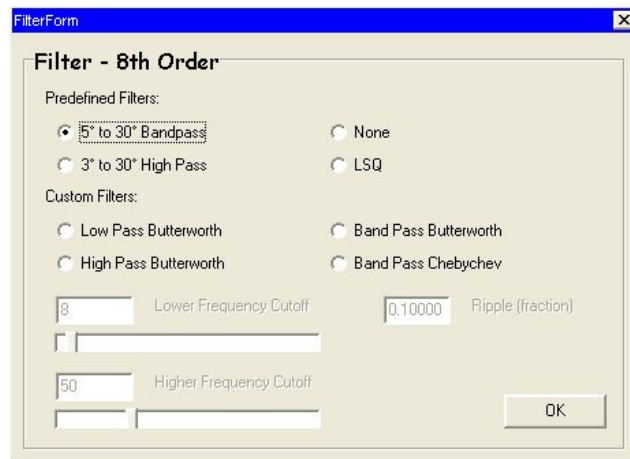 FilterForm
Filter - 8th Order
Predefined Filters:
5° to 30° Bandpass
None
3° to 30° High Pass
LSQ
Custom Filters:
Low Pass Butterworth
Band Pass Butterworth
High Pass Butterworth
Band Pass Chebychev
8
Lower Frequency Cutoff
0.10000
Ripple (fraction)
50
Higher Frequency Cutoff
OK